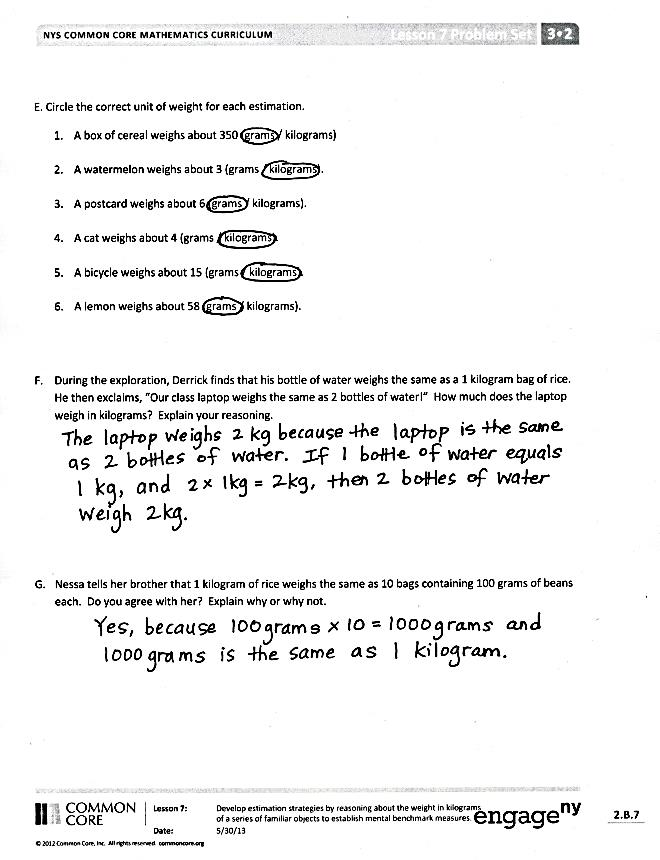 NYS COMMON CORE MATHEMATICS CURRICULUM
Lesson 7 Problem Set
3•2
E. Circle the correct unit of weight for each estimation.
1. A box of cereal weighs about 350 (grams / kilograms)
2. A watermelon weighs about 3 (grams / kilograms).
3. A postcard weighs about 6 (grams / kilograms).
4. A cat weighs about 4 (grams / kilograms)
5. A bicycle weighs about 15 (grams / kilograms)
6. A lemon weighs about 58 (grams / kilograms).
F. During the exploration, Derrick finds that his bottle of water weighs the same as a 1 kilogram bag of rice.
He then exclaims, "Our class laptop weighs the same as 2 bottles of water!" How much does the laptop
weigh in kilograms? Explain your reasoning.
The laptop weighs 2 kg because the laptop is the same
as 2 bottles of water. If 1 bottle of water equals
1 kg, and 2 x 1kg = 2kg, then 2 bottles of water
weigh 2kg.
G. Nessa tells her brother that 1 kilogram of rice weighs the same as 10 bags containing 100 grams of beans
each. Do you agree with her? Explain why or why not.
Yes, because 100grams x 10 = 1000grams and
1000 grams is the same as 1 kilogram.
COMMON
CORE
Lesson 7:
Date:
Develop estimation strategies by reasoning about the weight in kilograms
of a series of familiar objects to establish mental benchmark measures.
5/30/13
engage ny
2.B.7
© 2012 Common Core, Inc. All rights reserved. commoncore.org